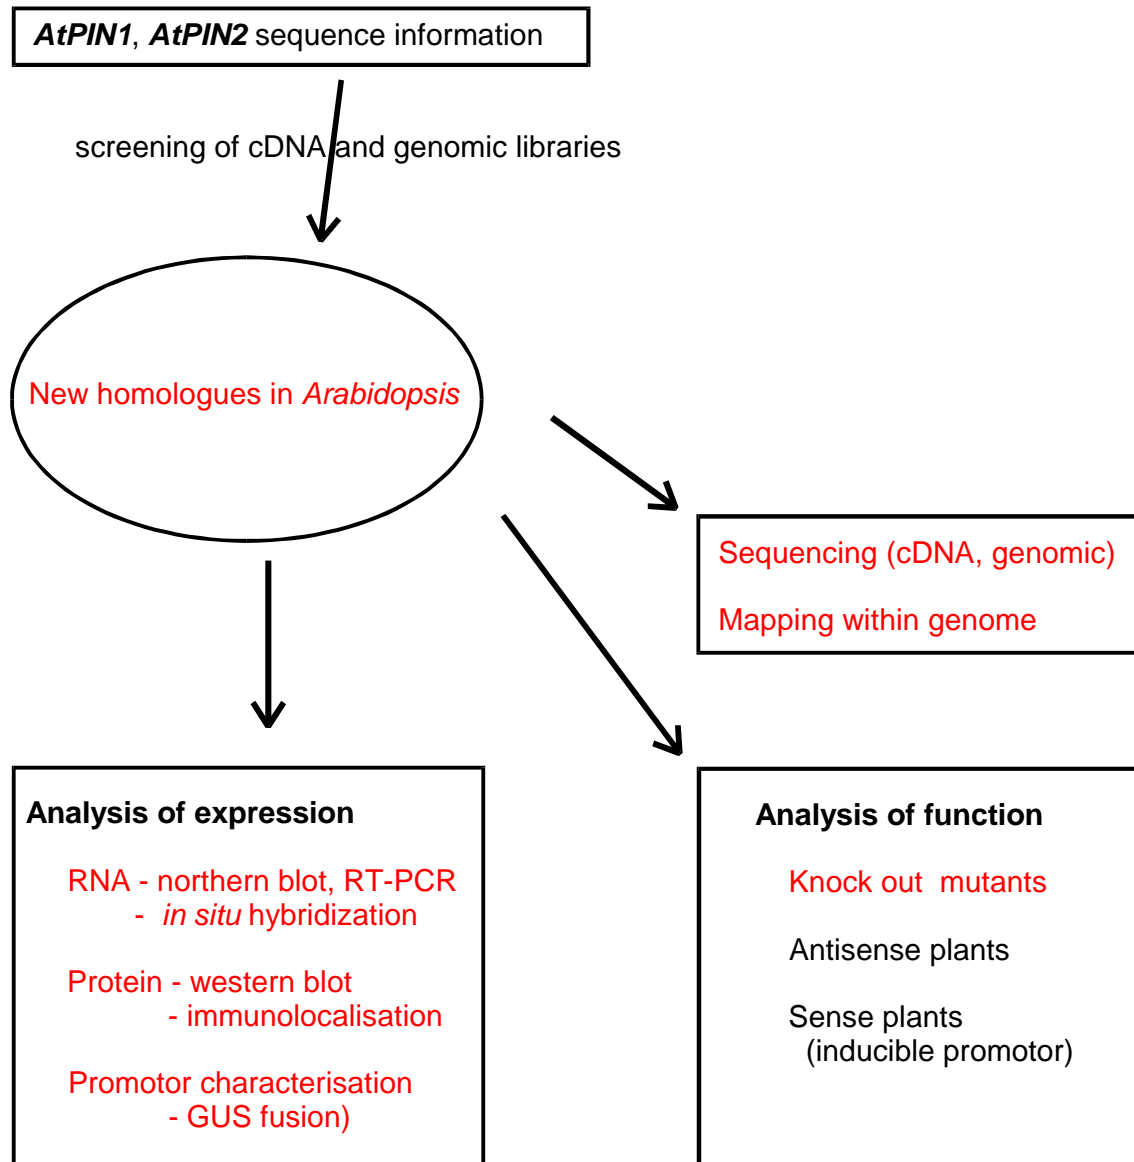 AtPIN1, AtPIN2 sequence information
screening of cDNA and genomic libraries
New homologues in Arabidopsis
Sequencing (cDNA, genomic)
Mapping within genome
Analysis of expression
RNA - northern blot, RT-PCR
- in situ hybridization
Protein - western blot
- immunolocalisation
Promotor characterisation
- GUS fusion)
Analysis of function
Knock out mutants
Antisense plants
Sense plants
(inducible promotor)